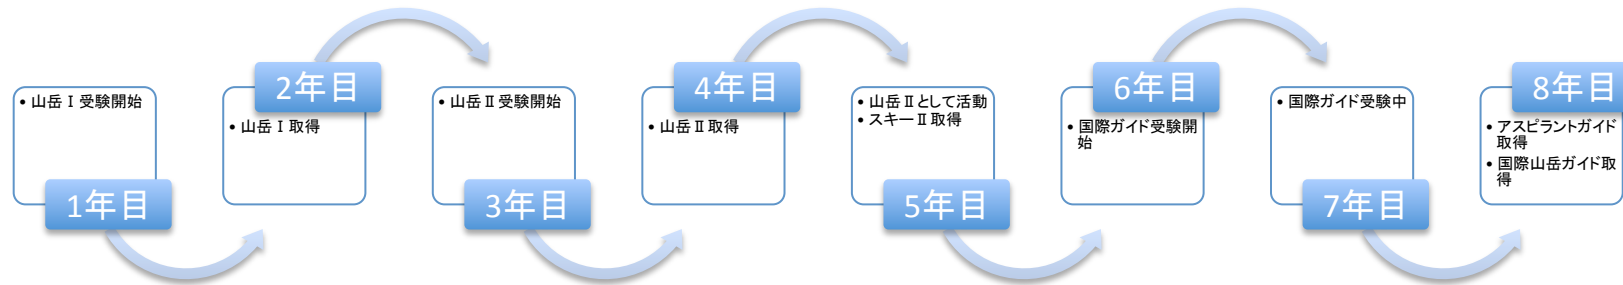 • 山岳Ⅰ受験開始
1年目
2年目
• 山岳Ⅰ取得
• 山岳Ⅱ受験開始
3年目
4年目
• 山岳Ⅱ取得
• 山岳Ⅱとして活動
• スキーⅡ取得
5年目
6年目
• 国際ガイド受験開
始
• 国際ガイド受験中
7年目
8年目
• アスピラントガイド
取得
• 国際山岳ガイド取
得